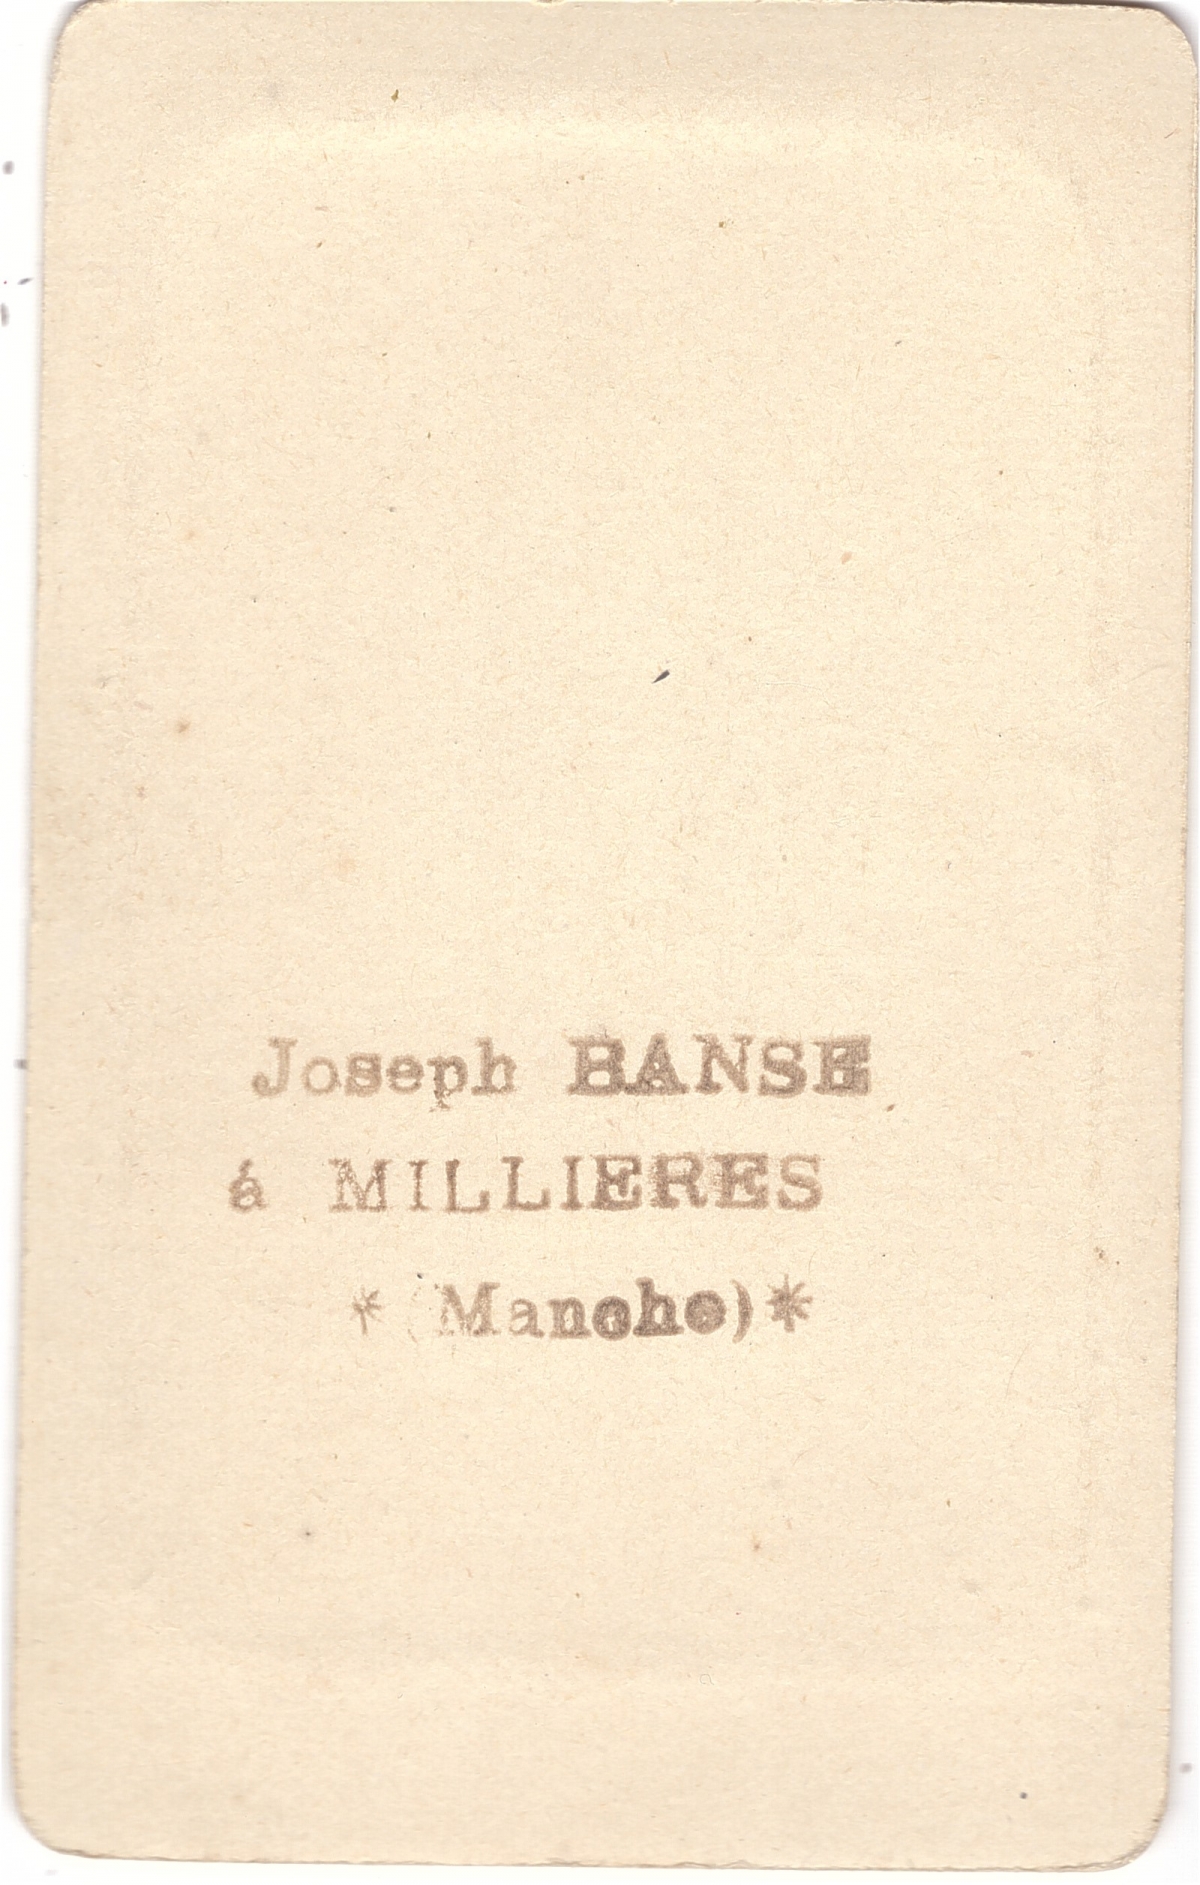 Joseph BANSE
á MILLIERES
* (Manche) *